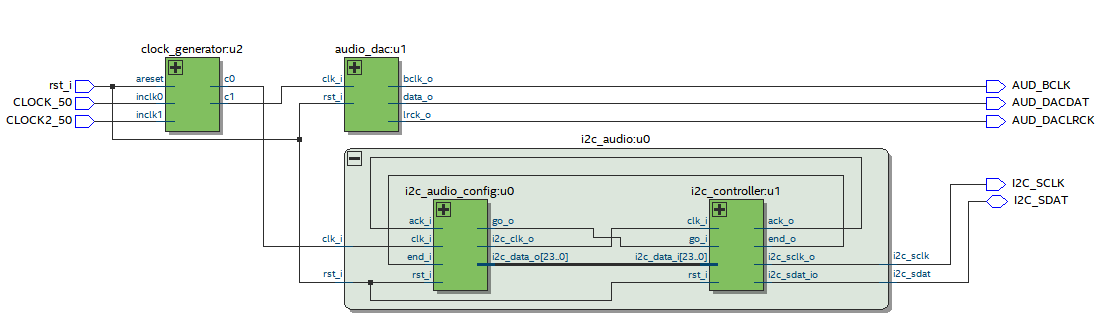 clock_generator:u2
audio_dac:u1
rst_i
areset
c0
clk_i
bclk_o
AUD_BCLK
CLOCK_50
inclk0
c1
rst_i
data_o
AUD_DACDAT
CLOCK2_50
inclk1
lrck_o
AUD_DACLRCK
i2c_audio:u0
i2c_audio_config:u0
i2c_controller:u1
I2C_SCLK
I2C_SDAT
ack_i
go_o
clk_i
ack_o
clk_i
clk_i
i2c_clk_o
go_i
end_o
end_i
i2c_data_o[23..0]
i2c_data_i[23..0]
i2c_sclk_o
i2c_sclk
rst_i
rst_i
rst_i
i2c_sdat_io
i2c_sdat